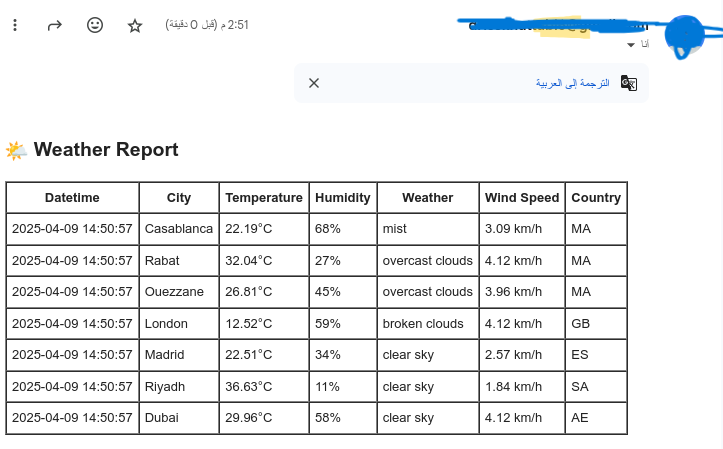 2:51 م (قبل 0 دقيقة)
أنا
الترجمة إلى العربية
Weather Report
Datetime City Temperature Humidity Weather Wind Speed Country
2025-04-09 14:50:57 Casablanca 22.19°C 68% mist 3.09 km/h MA
2025-04-09 14:50:57 Rabat 32.04°C 27% overcast clouds 4.12 km/h MA
2025-04-09 14:50:57 Ouezzane 26.81°C 45% overcast clouds 3.96 km/h MA
2025-04-09 14:50:57 London 12.52°C 59% broken clouds 4.12 km/h GB
2025-04-09 14:50:57 Madrid 22.51°C 34% clear sky 2.57 km/h ES
2025-04-09 14:50:57 Riyadh 36.63°C 11% clear sky 1.84 km/h SA
2025-04-09 14:50:57 Dubai 29.96°C 58% clear sky 4.12 km/h AE